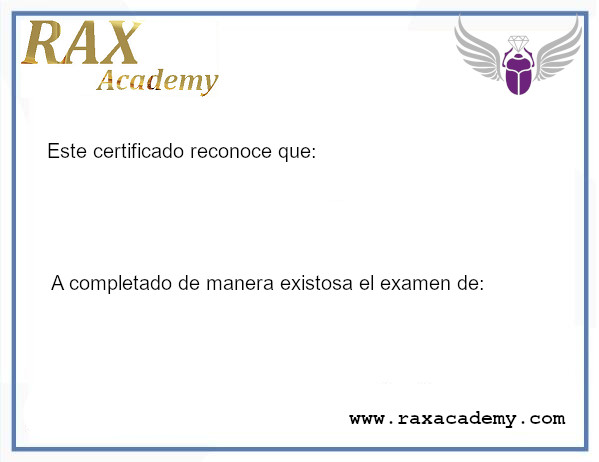 RAX
Academy
Este certificado reconoce que:
A completado de manera existosa el examen de:
www.raxacademy.com